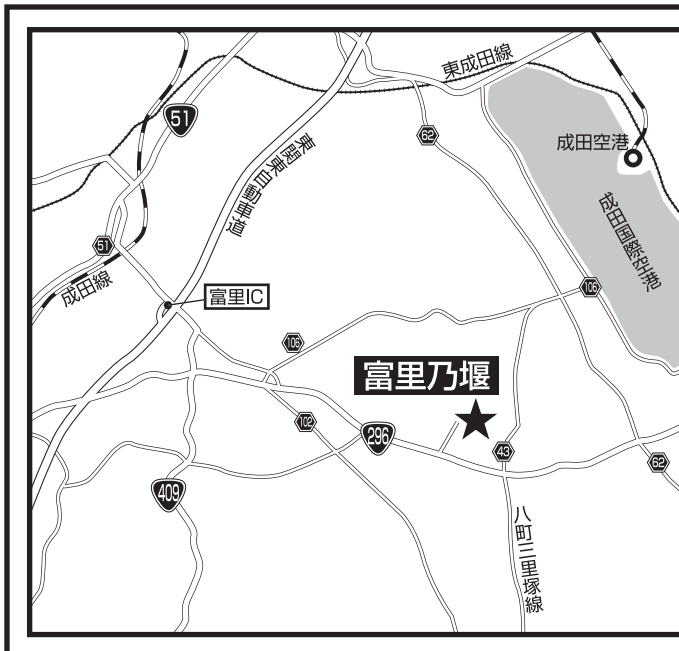 東成田線
51
62
成田空港
東関東自動車道
成田国際空港
51
成田線
富里IC
106
106
富里乃堰
102
296
43
62
409
八町三里塚線